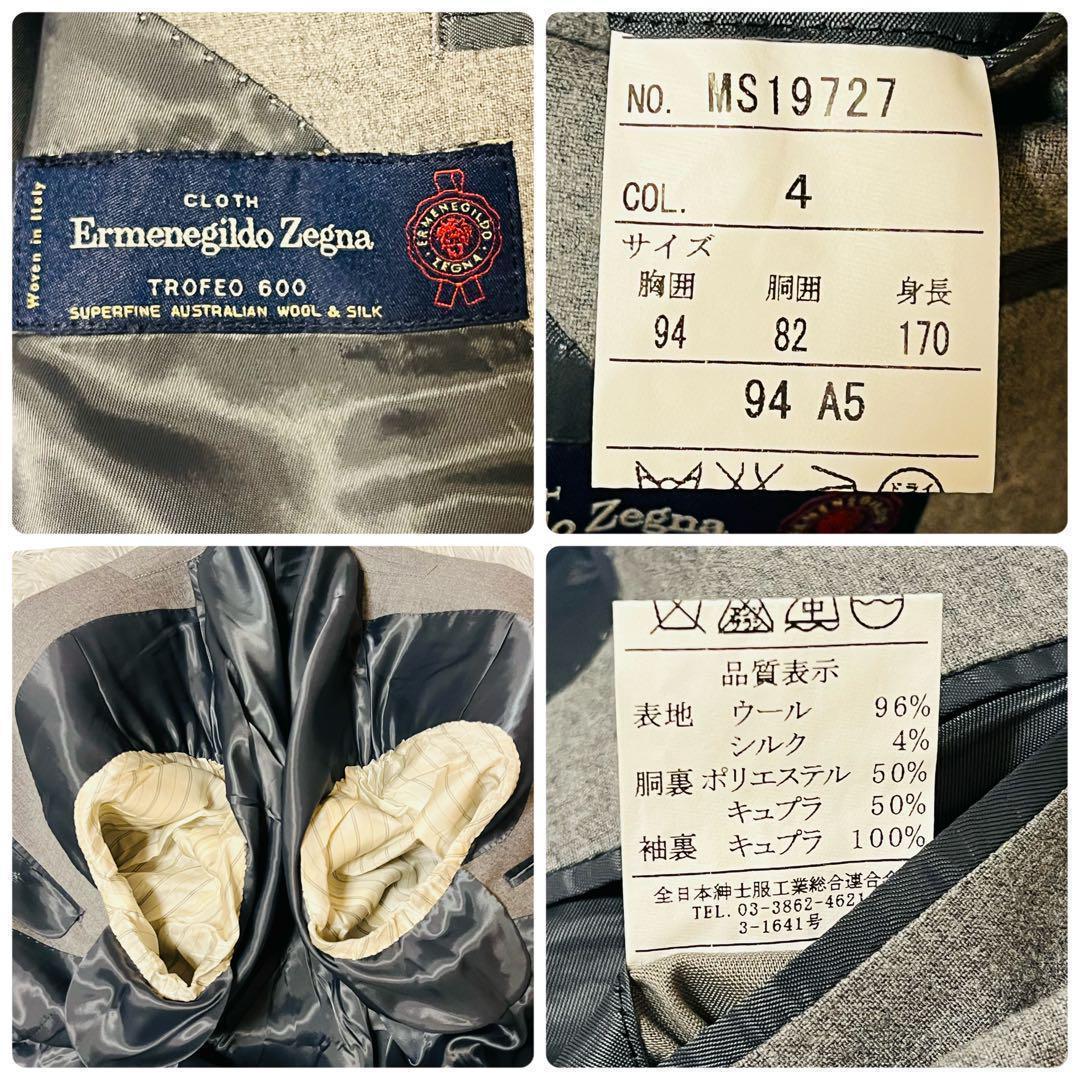 Woven in Italy
CLOTH
Ermenegildo Zegna
TROFEO 600
SUPERFINE AUSTRALIAN WOOL & SILK
ERMENEGILDO
ZEGNA
NO. MS19727
COL. 4
サイズ
胸囲 胴囲 身長
94 82 170
94 A5
ドライ
Zegna
品質表示
表地 ウール 96%
シルク 4%
胴裏 ポリエステル 50%
キュプラ 50%
袖裏 キュプラ 100%
全日本紳士服工業総合連合会
TEL. 03-3862-4621
3-1641号